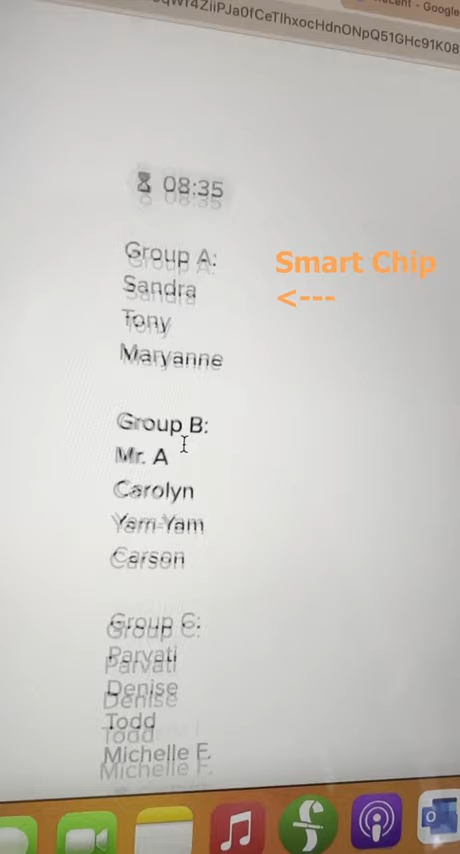 08:35
Group A:
Smart Chip
<---
Sandra
Tony
Maryanne
Group B:
Mr. A
Carolyn
Yam-Yam
Carson
Group C:
Parvati
Denise
Todd
Michelle F.